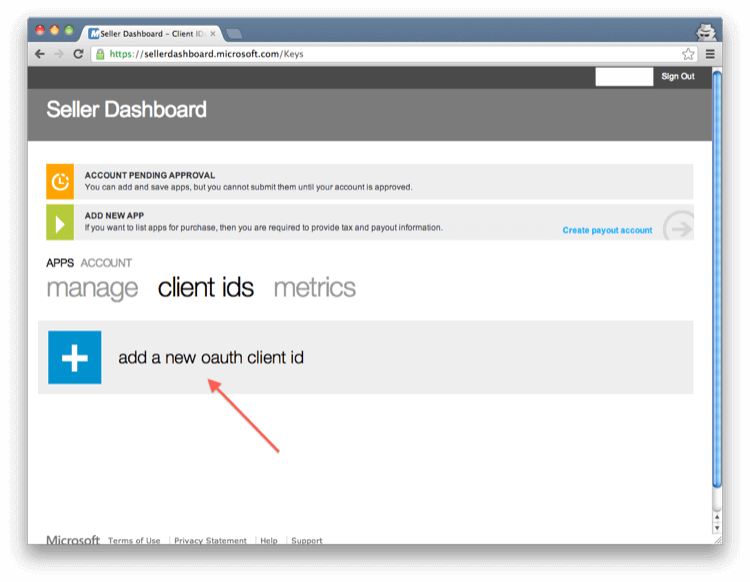 Seller Dashboard – Client IDs
https://sellerdashboard.microsoft.com/Keys
Sign Out
Seller Dashboard
ACCOUNT PENDING APPROVAL
You can add and save apps, but you cannot submit them until your account is approved.
ADD NEW APP
If you want to list apps for purchase, then you are required to provide tax and payout information.
Create payout account
APPS ACCOUNT
manage client ids metrics
add a new oauth client id
Microsoft Terms of Use Privacy Statement Help Support